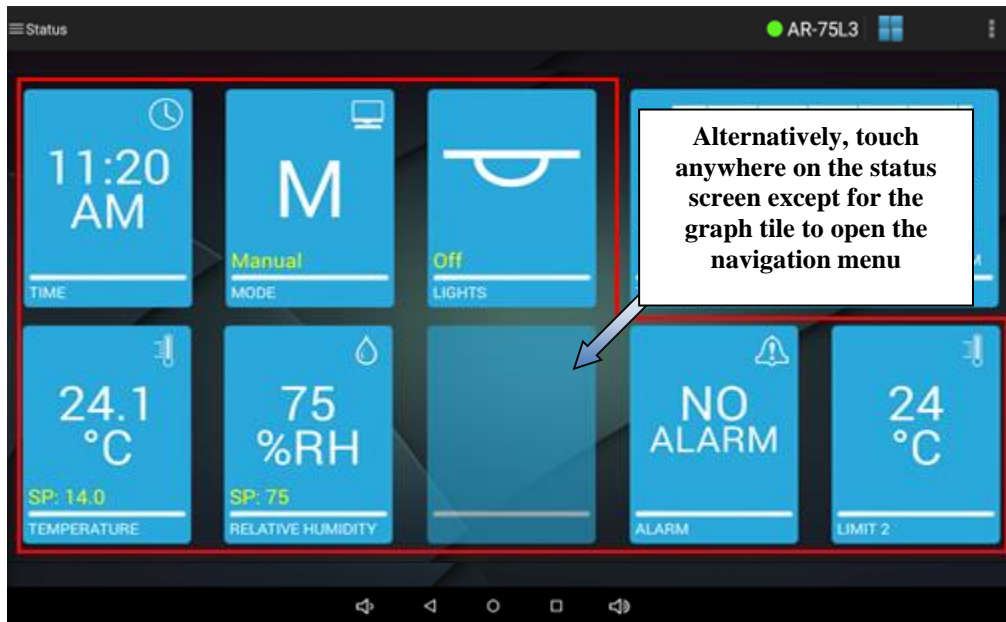 Status
AR-75L3
11:20
AM
TIME
M
Manual
MODE
Off
LIGHTS
Alternatively, touch
anywhere on the status
screen except for the
graph tile to open the
navigation menu
24.1
°C
SP: 14.0
TEMPERATURE
75
%RH
SP: 75
RELATIVE HUMIDITY
NO
ALARM
ALARM
24
°C
LIMIT 2